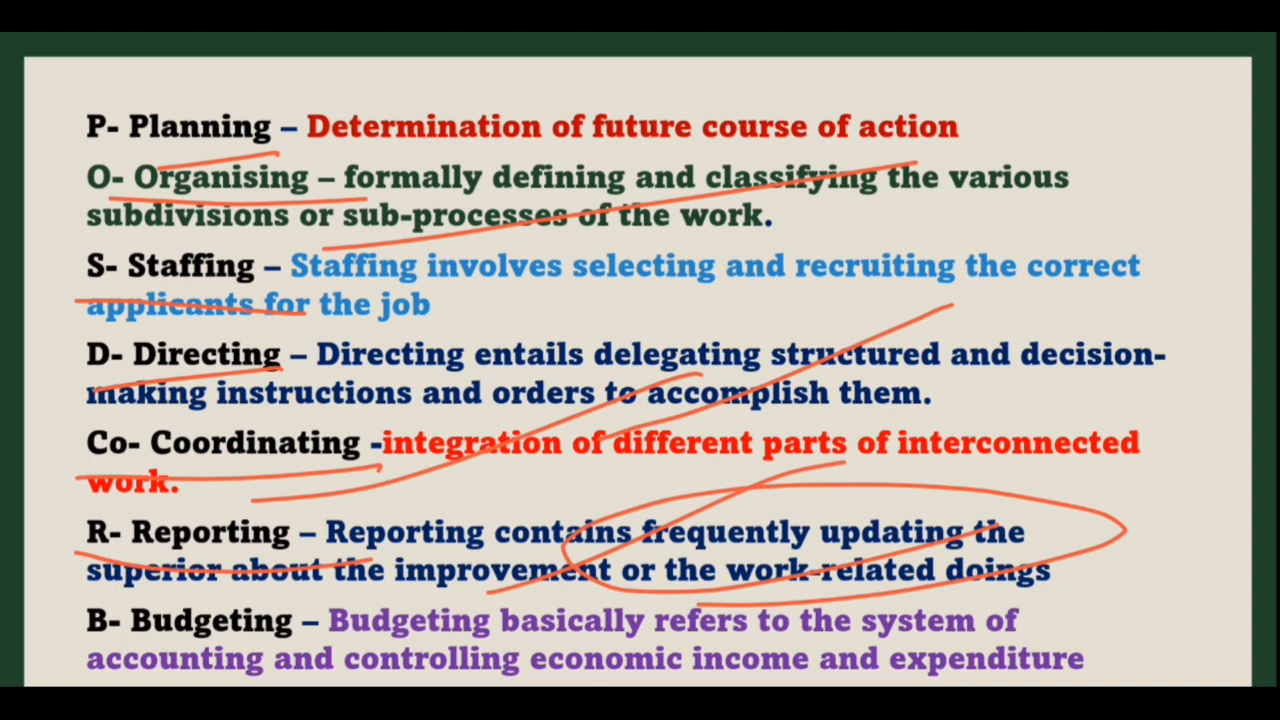 P- Planning – Determination of future course of action
O- Organising – formally defining and classifying the various
subdivisions or sub-processes of the work.
S- Staffing – Staffing involves selecting and recruiting the correct
applicants for the job
D- Directing – Directing entails delegating structured and decision-
making instructions and orders to accomplish them.
Co- Coordinating -integration of different parts of interconnected
work.
R- Reporting – Reporting contains frequently updating the
superior about the improvement or the work-related doings
B- Budgeting – Budgeting basically refers to the system of
accounting and controlling economic income and expenditure